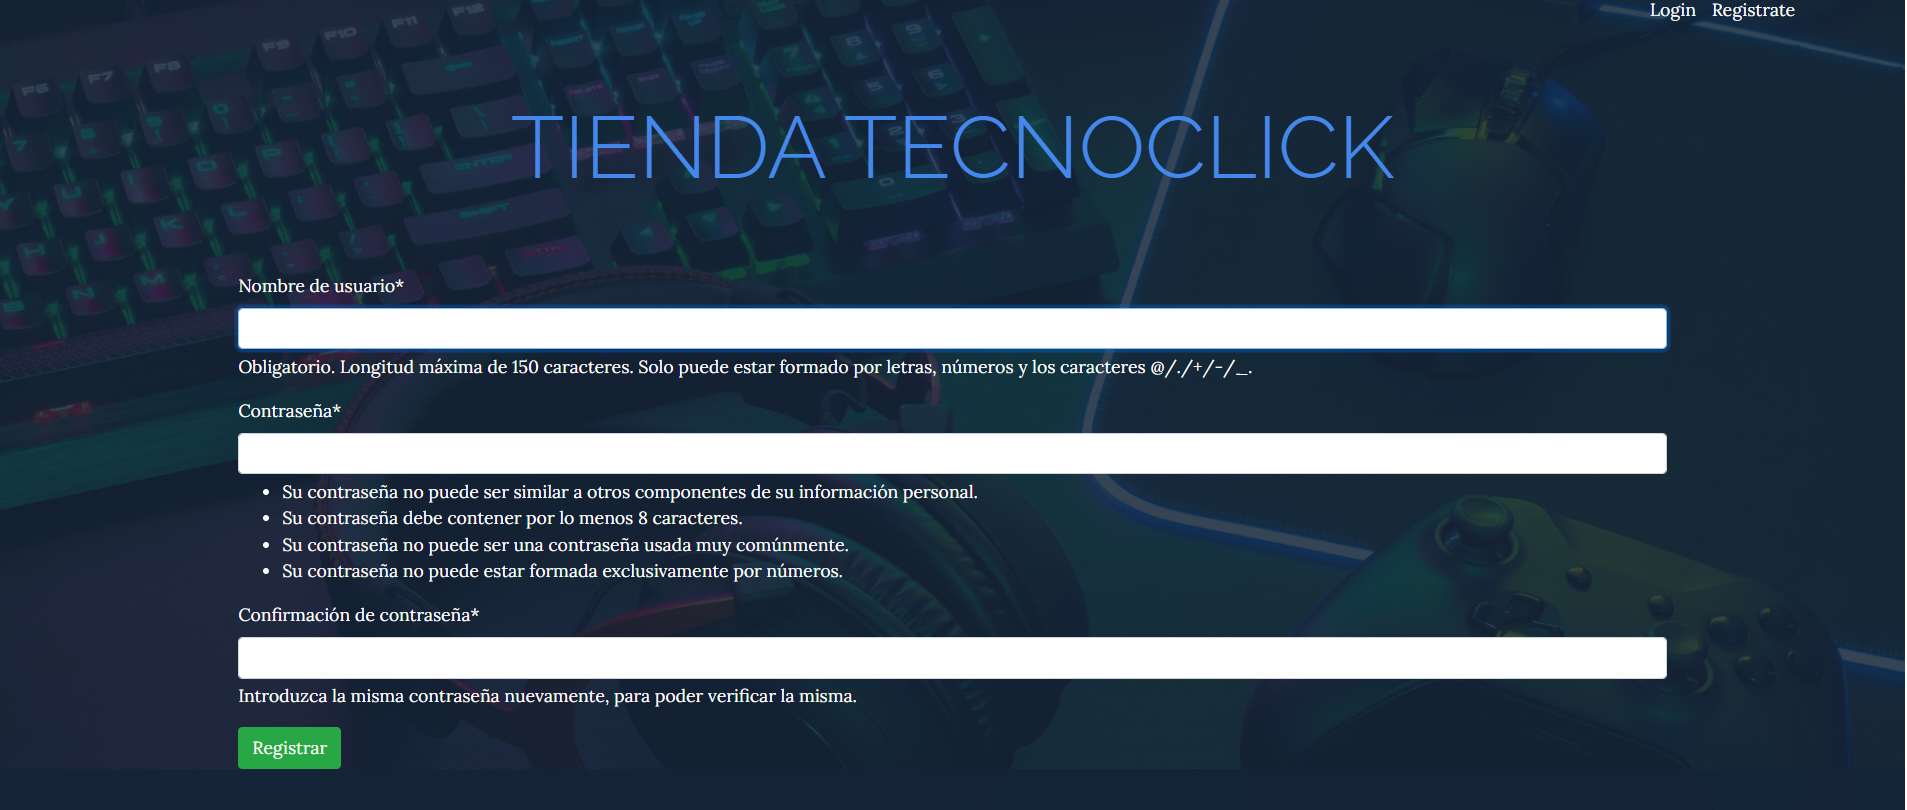 Login Registrate
TIENDA TECNOCLICK
Nombre de usuario*
Obligatorio. Longitud máxima de 150 caracteres. Solo puede estar formado por letras, números y los caracteres @/./+/-/_.
Contraseña*
• Su contraseña no puede ser similar a otros componentes de su información personal.
• Su contraseña debe contener por lo menos 8 caracteres.
• Su contraseña no puede ser una contraseña usada muy comúnmente.
• Su contraseña no puede estar formada exclusivamente por números.
Confirmación de contraseña*
Introduzca la misma contraseña nuevamente, para poder verificar la misma.
Registrar